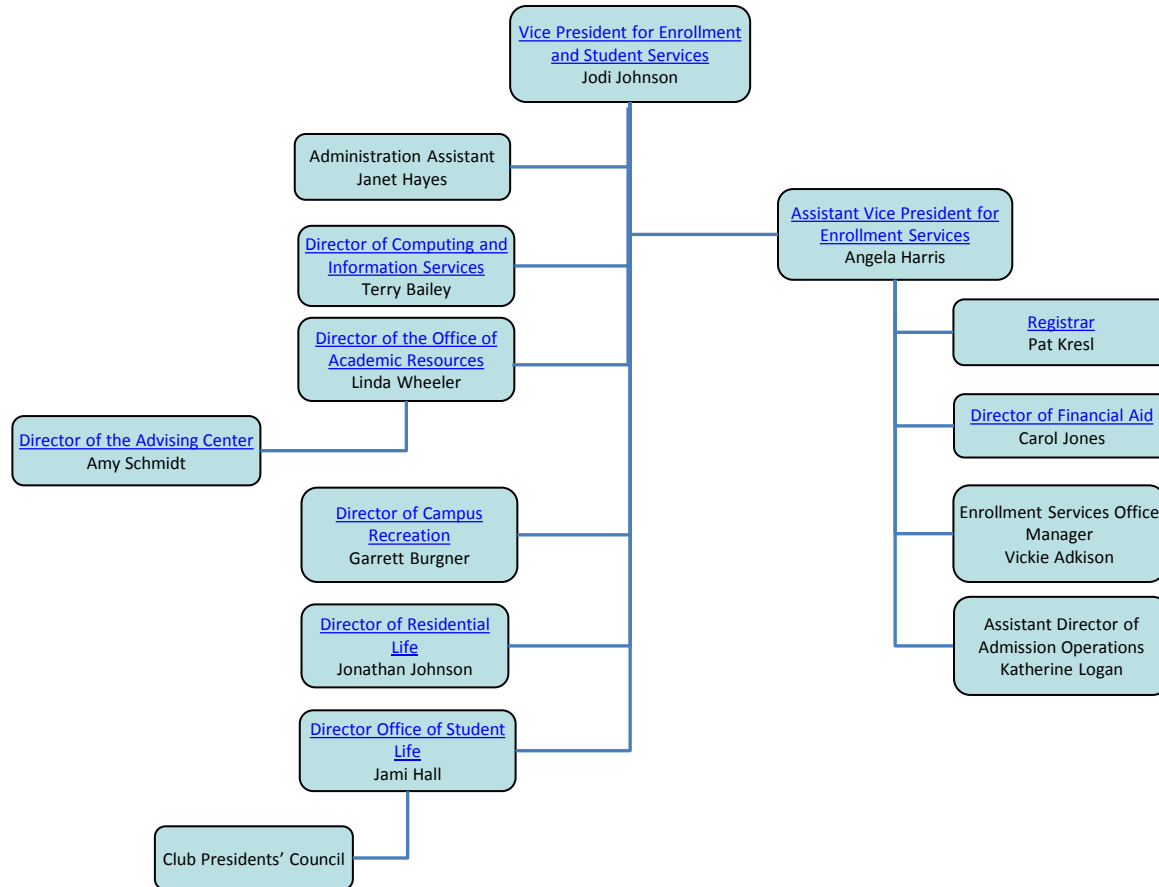 Vice President for Enrollment
and Student Services
Jodi Johnson
Administration Assistant
Janet Hayes
Assistant Vice President for
Enrollment Services
Angela Harris
Director of Computing and
Information Services
Terry Bailey
Registrar
Pat Kresl
Director of the Office of
Academic Resources
Linda Wheeler
Director of Financial Aid
Carol Jones
Director of the Advising Center
Amy Schmidt
Director of Campus
Recreation
Garrett Burgner
Enrollment Services Office
Manager
Vickie Adkison
Director of Residential
Life
Jonathan Johnson
Assistant Director of
Admission Operations
Katherine Logan
Director Office of Student
Life
Jami Hall
Club Presidents’ Council